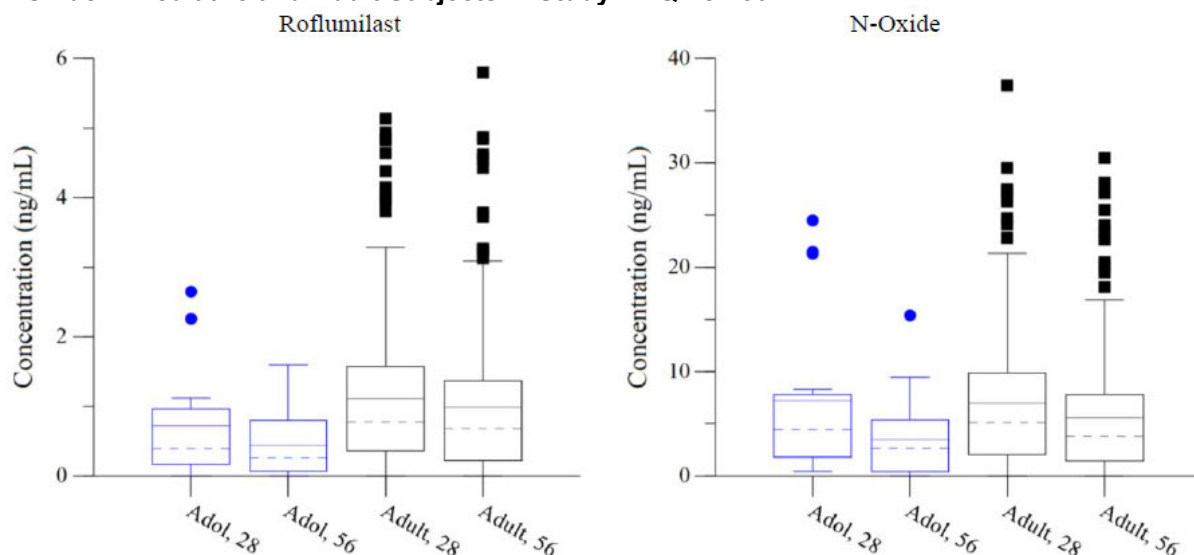 Roflumilast
N-Oxide
6
4
2
0
Concentration (ng/mL)
Adol, 28
Adol, 56
Adult, 28
Adult, 56
40
30
20
10
0
Concentration (ng/mL)
Adol, 28
Adol, 56
Adult, 28
Adult, 56